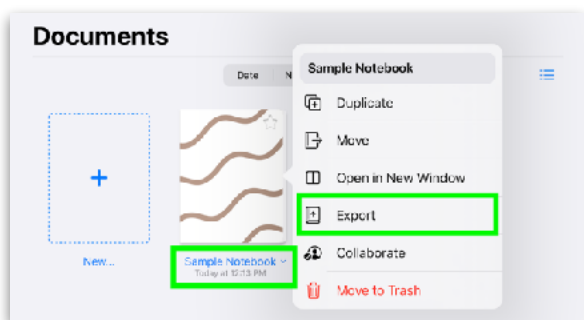 Documents
Date N
Sample Notebook
Duplicate
Move
Open in New Window
Export
Collaborate
Move to Trash
New...
Sample Notebook
Today at 12:13 PM